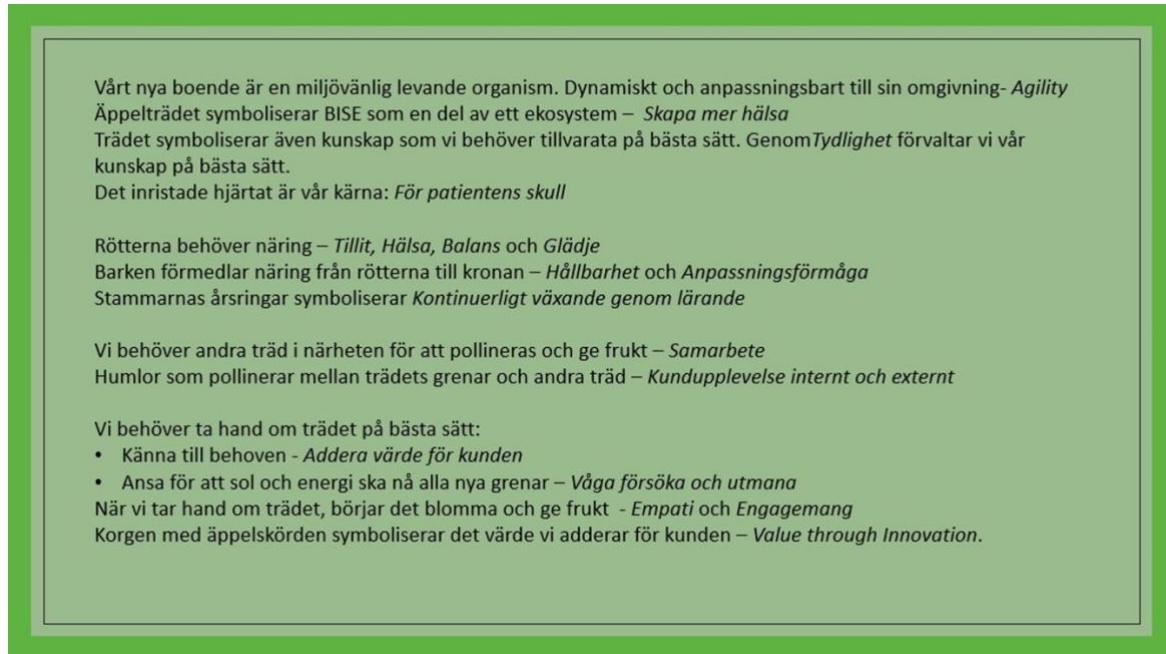 Vårt nya boende är en miljövänlig levande organism. Dynamiskt och anpassningsbart till sin omgivning- Agility
Äppelträdet symboliserar BISE som en del av ett ekosystem – Skapa mer hälsa
Trädet symboliserar även kunskap som vi behöver tillvarata på bästa sätt. GenomTydlighet förvaltar vi vår
kunskap på bästa sätt.
Det inristade hjärtat är vår kärna: För patientens skull
Rötterna behöver näring – Tillit, Hälsa, Balans och Glädje
Barken förmedlar näring från rötterna till kronan – Hållbarhet och Anpassningsförmåga
Stammarnas årsringar symboliserar Kontinuerligt växande genom lärande
Vi behöver andra träd i närheten för att pollineras och ge frukt – Samarbete
Humlor som pollinerar mellan trädets grenar och andra träd – Kundupplevelse internt och externt
Vi behöver ta hand om trädet på bästa sätt:
• Känna till behoven - Addera värde för kunden
• Ansa för att sol och energi ska nå alla nya grenar – Våga försöka och utmana
När vi tar hand om trädet, börjar det blomma och ge frukt - Empati och Engagemang
Korgen med äppelskörden symboliserar det värde vi adderar för kunden – Value through Innovation.